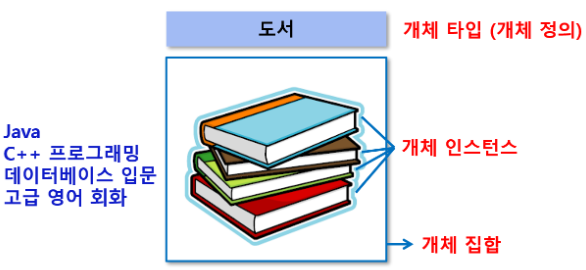 도서
개체 타입 (개체 정의)
Java
C++ 프로그래밍
데이터베이스 입문
고급 영어 회화
개체 인스턴스
개체 집합